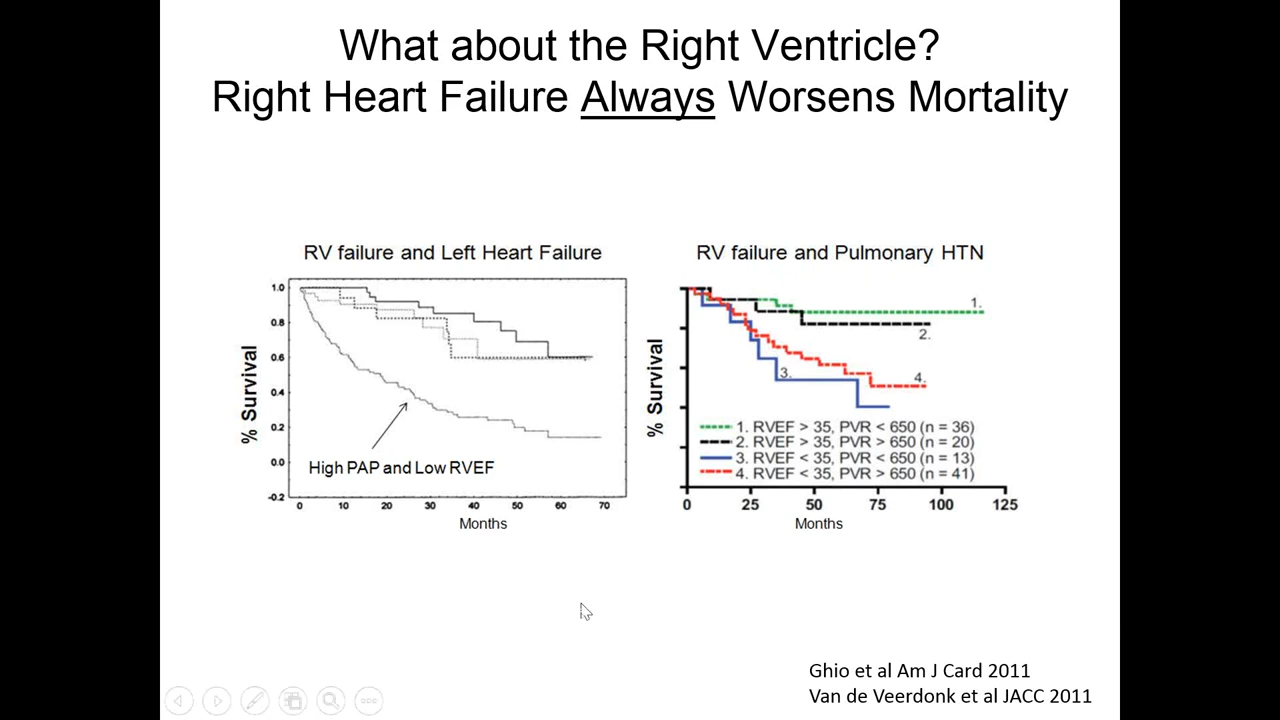 What about the Right Ventricle?
Right Heart Failure Always Worsens Mortality
RV failure and Left Heart Failure
% Survival
1.0
0.8
0.6
0.4
0.2
0.0
-0.2
High PAP and Low RVEF
0 10 20 30 40 50 60 70
Months
RV failure and Pulmonary HTN
% Survival
1.
2.
3.
4.
1. RVEF > 35, PVR < 650 (n = 36)
2. RVEF > 35, PVR > 650 (n = 20)
3. RVEF < 35, PVR < 650 (n = 13)
4. RVEF < 35, PVR > 650 (n = 41)
0 25 50 75 100 125
Months
Ghio et al Am J Card 2011
Van de Veerdonk et al JACC 2011